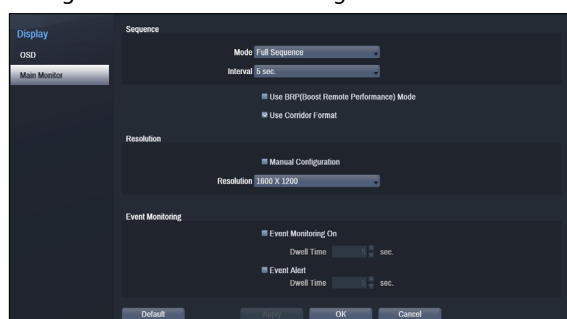 Display
OSD
Main Monitor
Sequence
Mode Full Sequence
Interval 5 sec.
Use BRP(Boost Remote Performance) Mode
Use Corridor Format
Resolution
Manual Configuration
Resolution 1600 X 1200
Event Monitoring
Event Monitoring On
Dwell Time 5 sec.
Event Alert
Dwell Time sec.
Default Apply OK Cancel